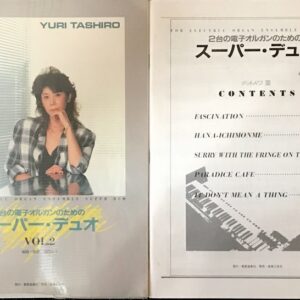 YURI TASHIRO
2台の電子オルガンのための
スーパー・デュオ
VOL.2
FOR ELECTRIC ORGAN ENSEMBLE
2台の電子オルガンのための
スーパー・デュオ
CONTENTS
FASCINATION
HANA-ICHIMONME
SURRY WITH THE FRINGE ON T
PARADICE CAFE
IT DON'T MEAN A THING